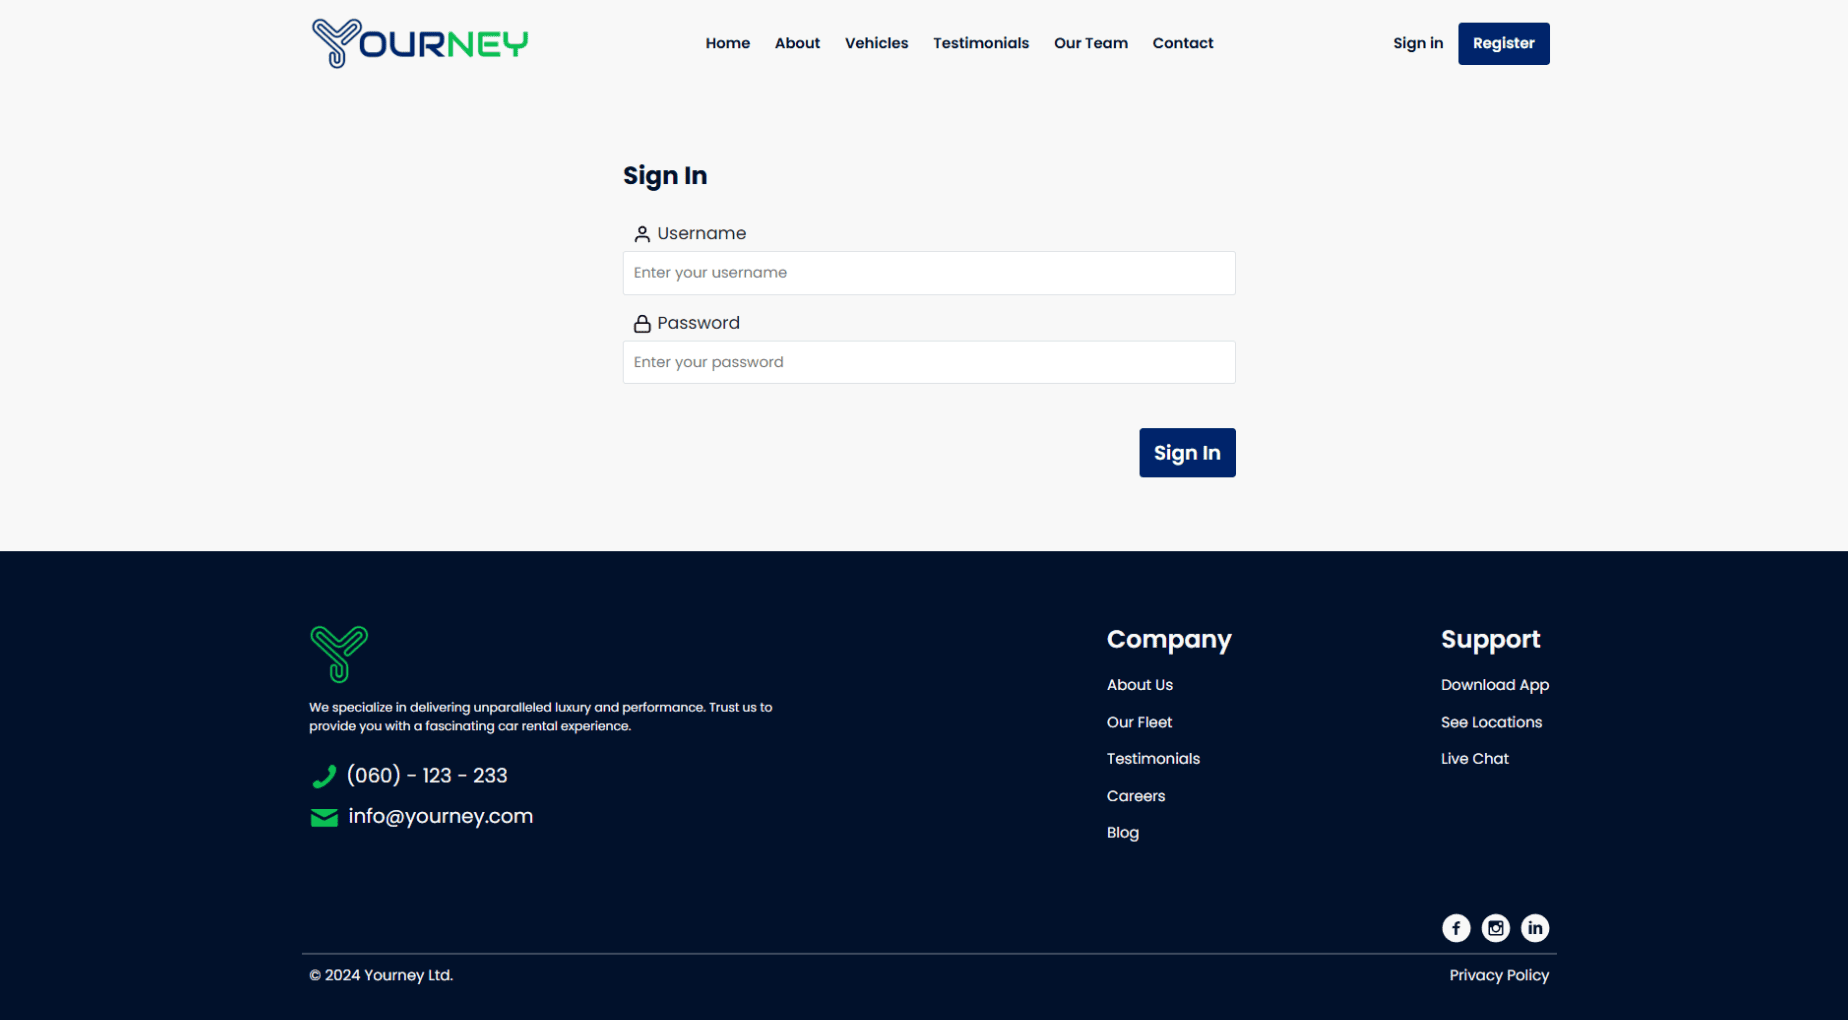 YOURNEY
Home About Vehicles Testimonials Our Team Contact
Sign in Register
Sign In
Username
Enter your username
Password
Enter your password
Sign In
We specialize in delivering unparalleled luxury and performance. Trust us to
provide you with a fascinating car rental experience.
(060) - 123 - 233
info@yourney.com
Company
About Us
Our Fleet
Testimonials
Careers
Blog
Support
Download App
See Locations
Live Chat
© 2024 Yourney Ltd.
Privacy Policy